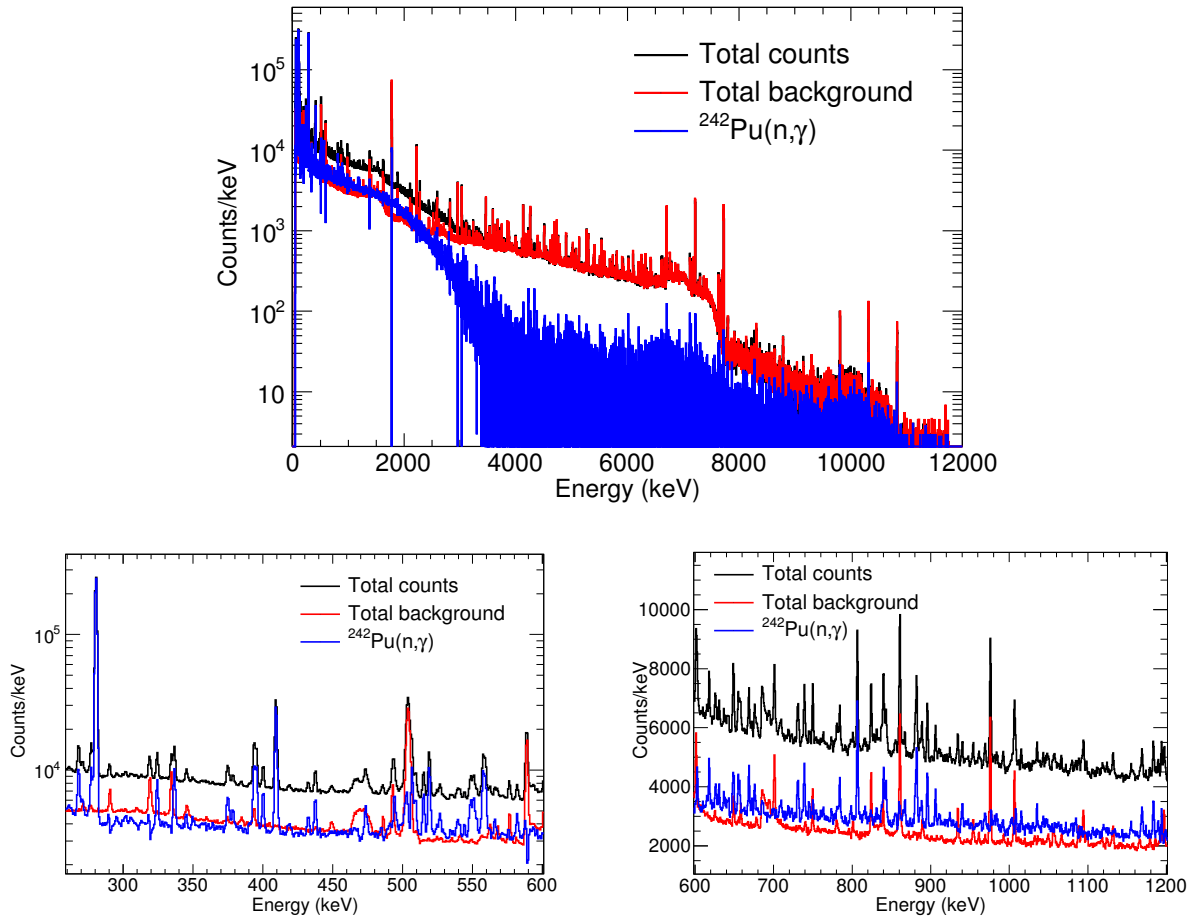 Counts/keV
10⁵
10⁴
10³
10²
10
Total counts
Total background
²⁴²Pu(n,γ)
0 2000 4000 6000 8000 10000 12000
Energy (keV)
Counts/keV
10⁵
10⁴
Total counts
Total background
²⁴²Pu(n,γ)
300 350 400 450 500 550 600
Energy (keV)
Counts/keV
10000
8000
6000
4000
2000
Total counts
Total background
²⁴²Pu(n,γ)
600 700 800 900 1000 1100 1200
Energy (keV)